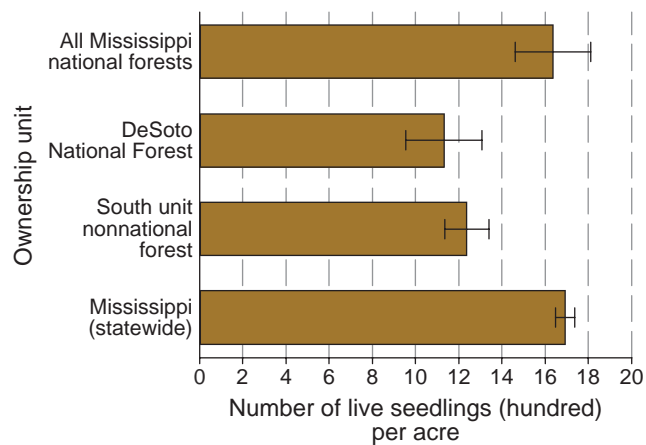 Ownership unit
All Mississippi
national forests
DeSoto
National Forest
South unit
nonnational
forest
Mississippi
(statewide)
0 2 4 6 8 10 12 14 16 18 20
Number of live seedlings (hundred)
per acre